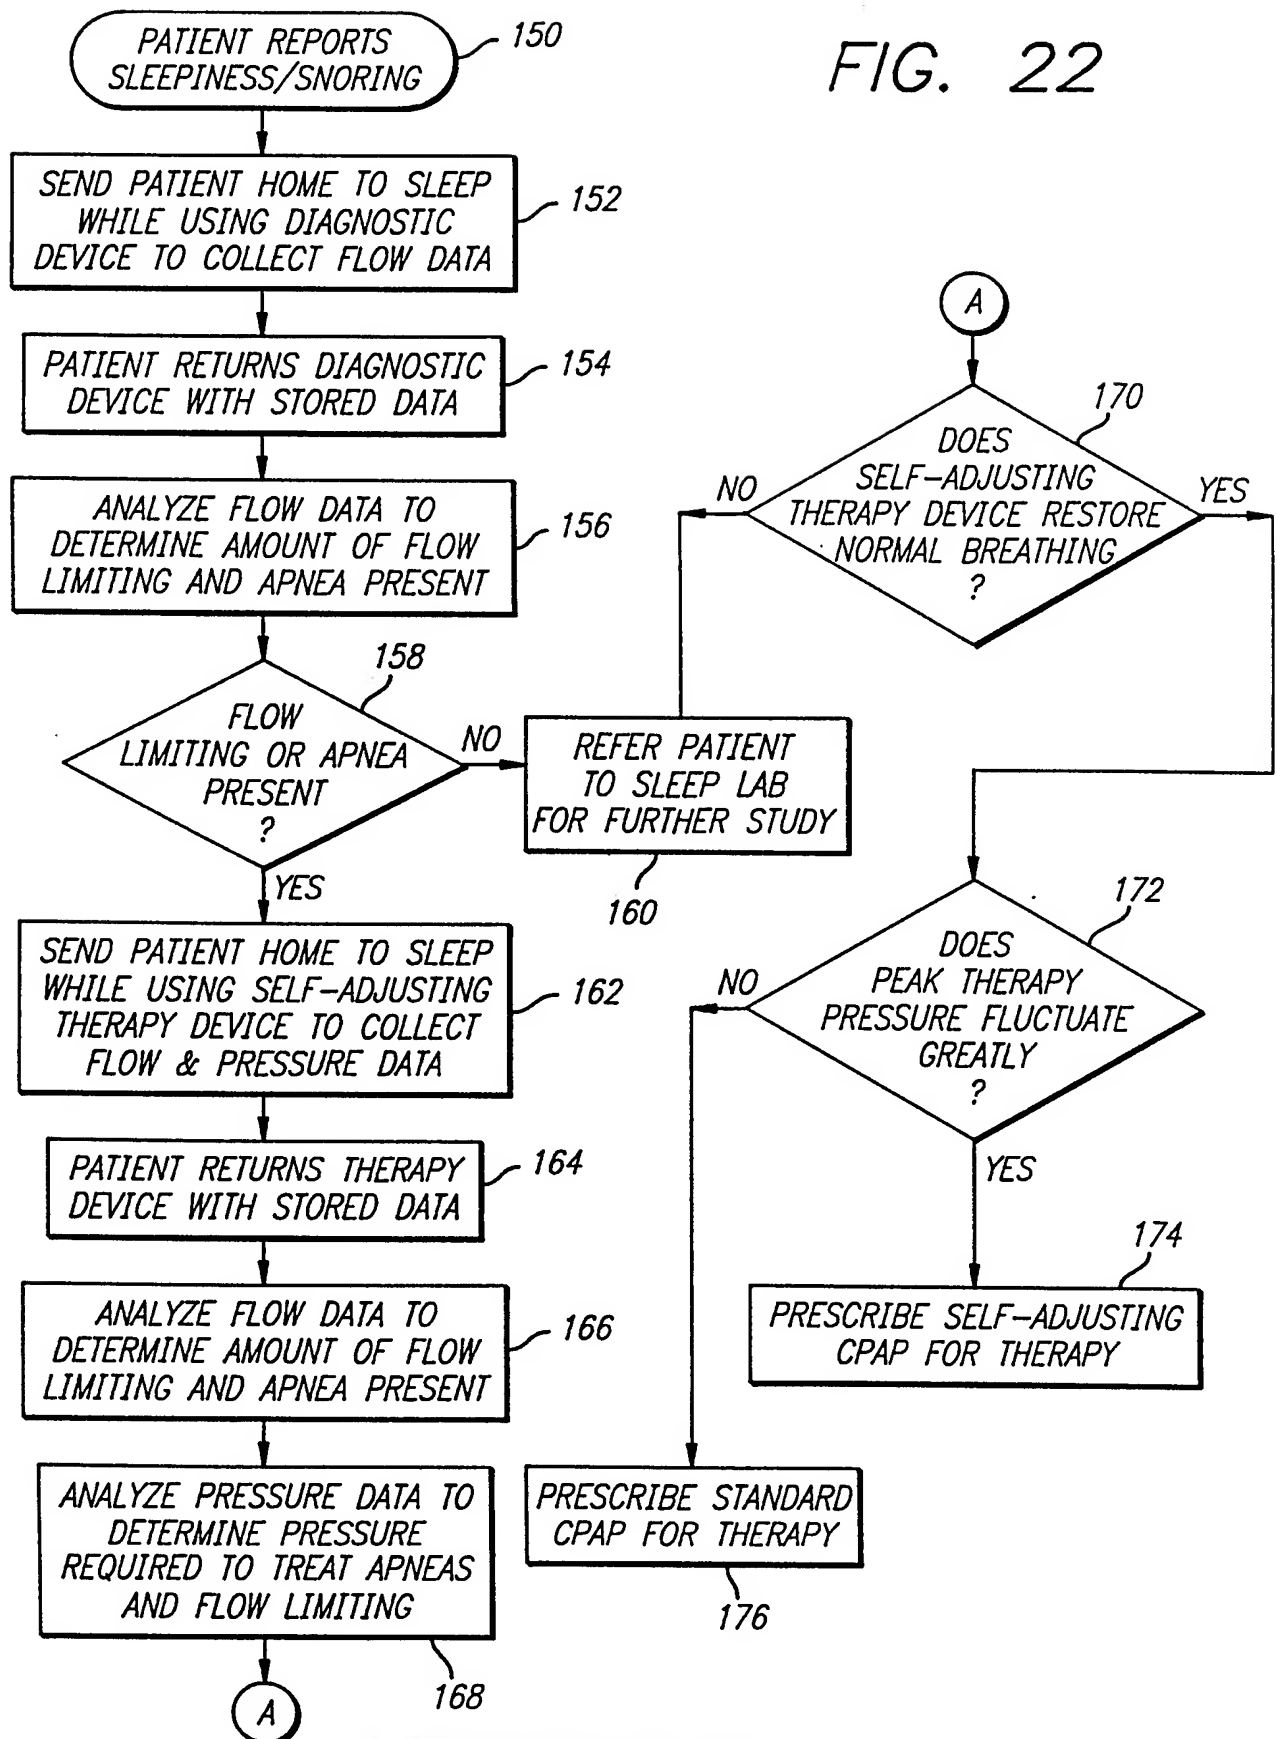 FIG. 22
PATIENT REPORTS
SLEEPINESS/SNORING
150
SEND PATIENT HOME TO SLEEP
WHILE USING DIAGNOSTIC
DEVICE TO COLLECT FLOW DATA
152
PATIENT RETURNS DIAGNOSTIC
DEVICE WITH STORED DATA
154
ANALYZE FLOW DATA TO
DETERMINE AMOUNT OF FLOW
LIMITING AND APNEA PRESENT
156
FLOW
LIMITING OR APNEA
PRESENT
?
158
NO
YES
REFER PATIENT
TO SLEEP LAB
FOR FURTHER STUDY
160
SEND PATIENT HOME TO SLEEP
WHILE USING SELF-ADJUSTING
THERAPY DEVICE TO COLLECT
FLOW & PRESSURE DATA
162
PATIENT RETURNS THERAPY
DEVICE WITH STORED DATA
164
ANALYZE FLOW DATA TO
DETERMINE AMOUNT OF FLOW
LIMITING AND APNEA PRESENT
166
ANALYZE PRESSURE DATA TO
DETERMINE PRESSURE
REQUIRED TO TREAT APNEAS
AND FLOW LIMITING
168
A
A
DOES
SELF-ADJUSTING
THERAPY DEVICE RESTORE
NORMAL BREATHING
?
170
NO
YES
DOES
PEAK THERAPY
PRESSURE FLUCTUATE
GREATLY
?
172
NO
YES
PRESCRIBE SELF-ADJUSTING
CPAP FOR THERAPY
174
PRESCRIBE STANDARD
CPAP FOR THERAPY
176